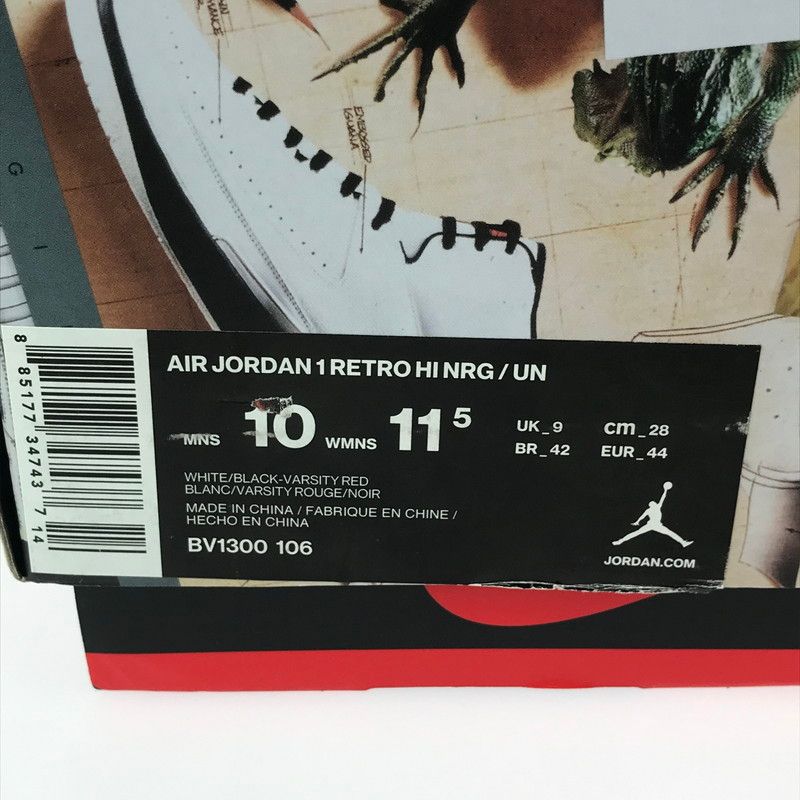 G
I
EMBOSSED
IGUANA
AIR JORDAN 1 RETRO HI NRG / UN
MNS 10 WMNS 11 5 UK_9 cm_28
BR_42 EUR_44
WHITE/BLACK-VARSITY RED
BLANC/VARSITY ROUGE/NOIR
MADE IN CHINA / FABRIQUE EN CHINE /
HECHO EN CHINA
BV1300 106
JORDAN.COM
8 85177 34743 7 14